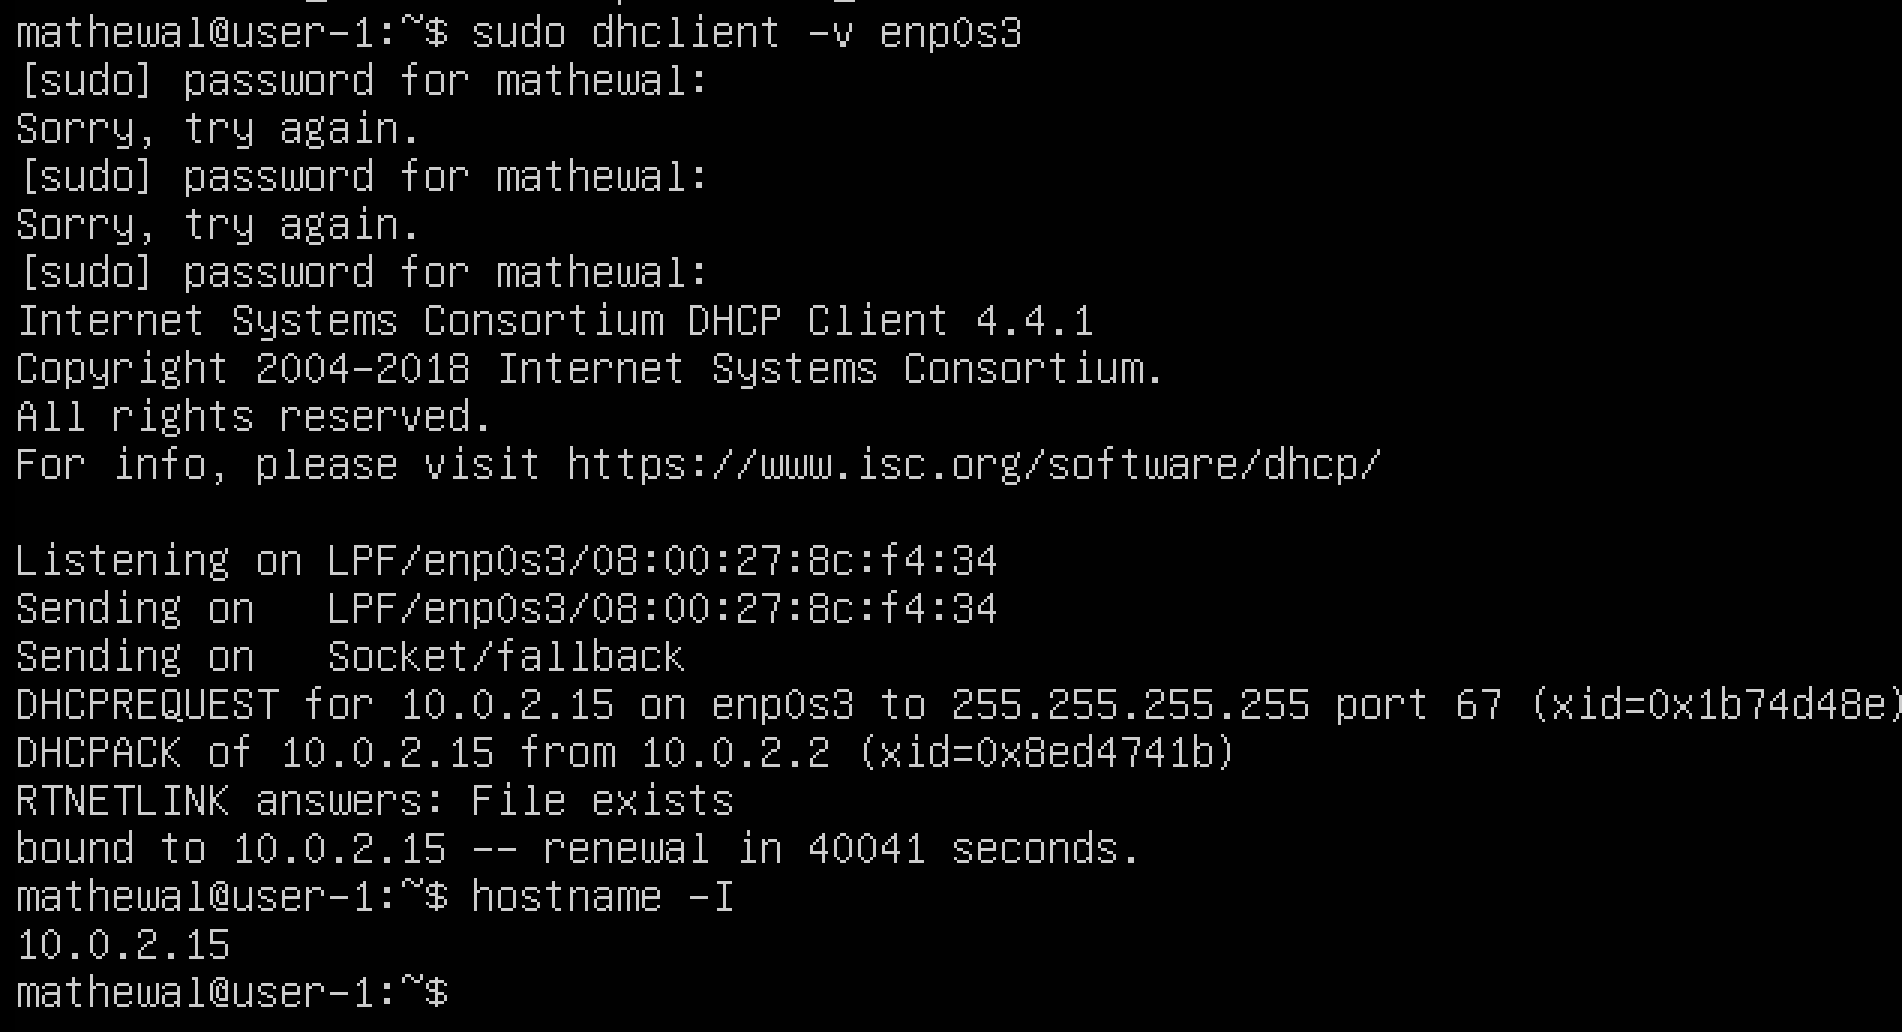 mathewal@user-1:~$ sudo dhclient -v enp0s3
[sudo] password for mathewal:
Sorry, try again.
[sudo] password for mathewal:
Sorry, try again.
[sudo] password for mathewal:
Internet Systems Consortium DHCP Client 4.4.1
Copyright 2004-2018 Internet Systems Consortium.
All rights reserved.
For info, please visit https://www.isc.org/software/dhcp/

Listening on LPF/enp0s3/08:00:27:8c:f4:34
Sending on   LPF/enp0s3/08:00:27:8c:f4:34
Sending on   Socket/fallback
DHCPREQUEST for 10.0.2.15 on enp0s3 to 255.255.255.255 port 67 (xid=0x1b74d48e)
DHCPACK of 10.0.2.15 from 10.0.2.2 (xid=0x8ed4741b)
RTNETLINK answers: File exists
bound to 10.0.2.15 -- renewal in 40041 seconds.
mathewal@user-1:~$ hostname -I
10.0.2.15
mathewal@user-1:~$